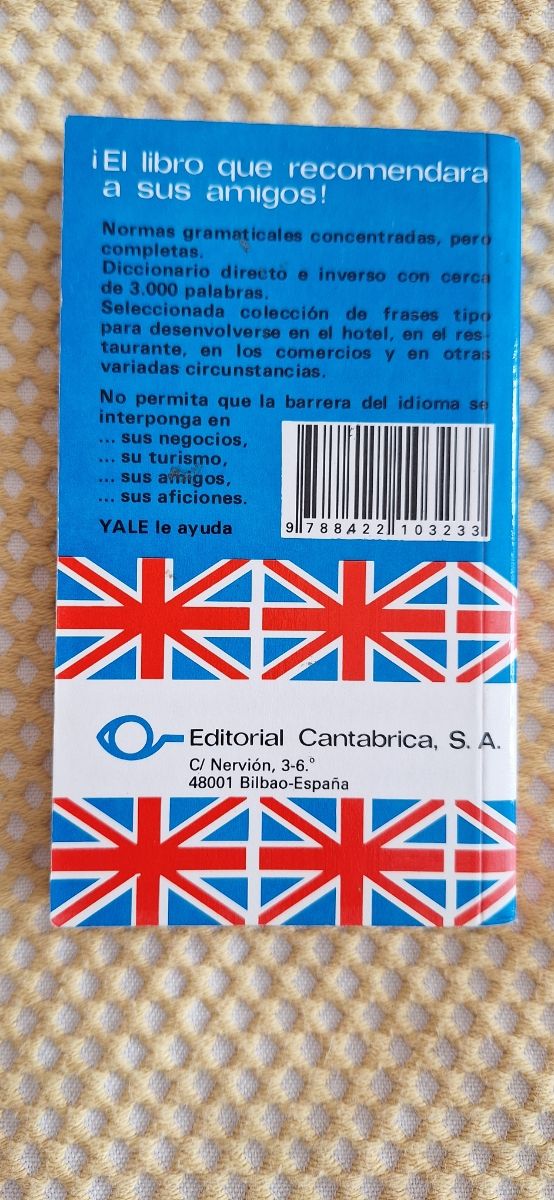 ¡El libro que recomendara
a sus amigos!
Normas gramaticales concentradas, pero
completas.
Diccionario directo e inverso con cerca
de 3.000 palabras.
Seleccionada colección de frases tipo
para desenvolverse en el hotel, en el res-
taurante, en los comercios y en otras
variadas circunstancias.
No permita que la barrera del idioma se
interponga en
... sus negocios,
... su turismo,
... sus amigos,
... sus aficiones.
YALE le ayuda
9 788422 103233
Editorial Cantabrica, S. A.
C/ Nervión, 3-6.°
48001 Bilbao-España